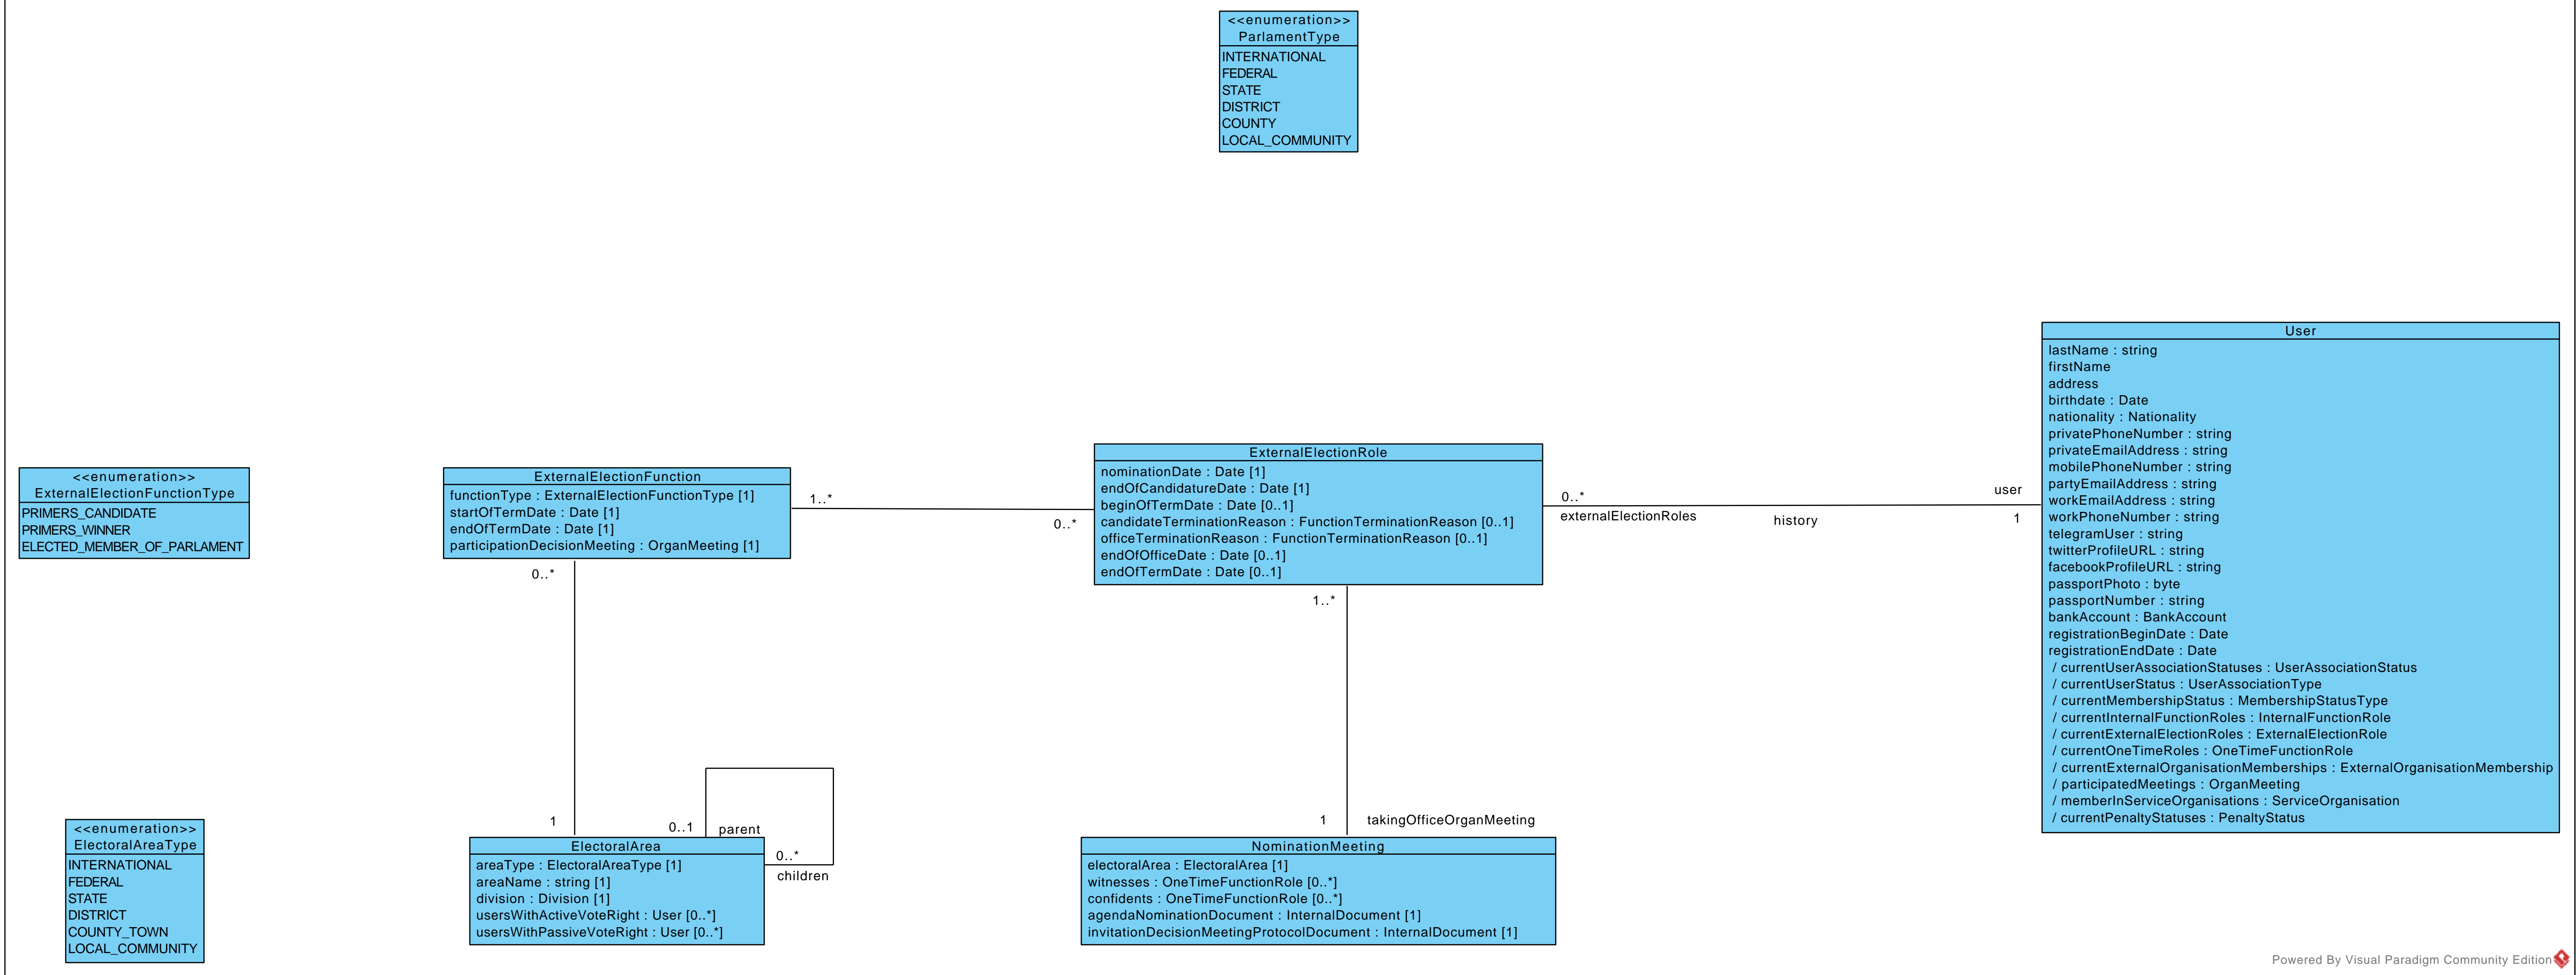 <<enumeration>>
ParlamentType
INTERNATIONAL
FEDERAL
STATE
DISTRICT
COUNTY
LOCAL_COMMUNITY
<<enumeration>>
ExternalElectionFunctionType
PRIMERS_CANDIDATE
PRIMERS_WINNER
ELECTED_MEMBER_OF_PARLAMENT
ExternalElectionFunction
functionType : ExternalElectionFunctionType [1]
startOfTermDate : Date [1]
endOfTermDate : Date [1]
participationDecisionMeeting : OrganMeeting [1]
1..*
0..*
0..*
1
ExternalElectionRole
nominationDate : Date [1]
endOfCandidatureDate : Date [1]
beginOfTermDate : Date [0..1]
candidateTerminationReason : FunctionTerminationReason [0..1]
officeTerminationReason : FunctionTerminationReason [0..1]
endOfOfficeDate : Date [0..1]
endOfTermDate : Date [0..1]
0..*
externalElectionRoles
history
user
1
1..*
1
takingOfficeOrganMeeting
User
lastName : string
firstName
address
birthdate : Date
nationality : Nationality
privatePhoneNumber : string
privateEmailAddress : string
mobilePhoneNumber : string
partyEmailAddress : string
workEmailAddress : string
workPhoneNumber : string
telegramUser : string
twitterProfileURL : string
facebookProfileURL : string
passportPhoto : byte
passportNumber : string
bankAccount : BankAccount
registrationBeginDate : Date
registrationEndDate : Date
/ currentUserAssociationStatuses : UserAssociationStatus
/ currentUserStatus : UserAssociationType
/ currentMembershipStatus : MembershipStatusType
/ currentInternalFunctionRoles : InternalFunctionRole
/ currentExternalElectionRoles : ExternalElectionRole
/ currentOneTimeRoles : OneTimeFunctionRole
/ currentExternalOrganisationMemberships : ExternalOrganisationMembership
/ participatedMeetings : OrganMeeting
/ memberInServiceOrganisations : ServiceOrganisation
/ currentPenaltyStatuses : PenaltyStatus
<<enumeration>>
ElectoralAreaType
INTERNATIONAL
FEDERAL
STATE
DISTRICT
COUNTY_TOWN
LOCAL_COMMUNITY
0..1
parent
0..*
children
ElectoralArea
areaType : ElectoralAreaType [1]
areaName : string [1]
division : Division [1]
usersWithActiveVoteRight : User [0..*]
usersWithPassiveVoteRight : User [0..*]
NominationMeeting
electoralArea : ElectoralArea [1]
witnesses : OneTimeFunctionRole [0..*]
confidents : OneTimeFunctionRole [0..*]
agendaNominationDocument : InternalDocument [1]
invitationDecisionMeetingProtocolDocument : InternalDocument [1]
Powered By Visual Paradigm Community Edition